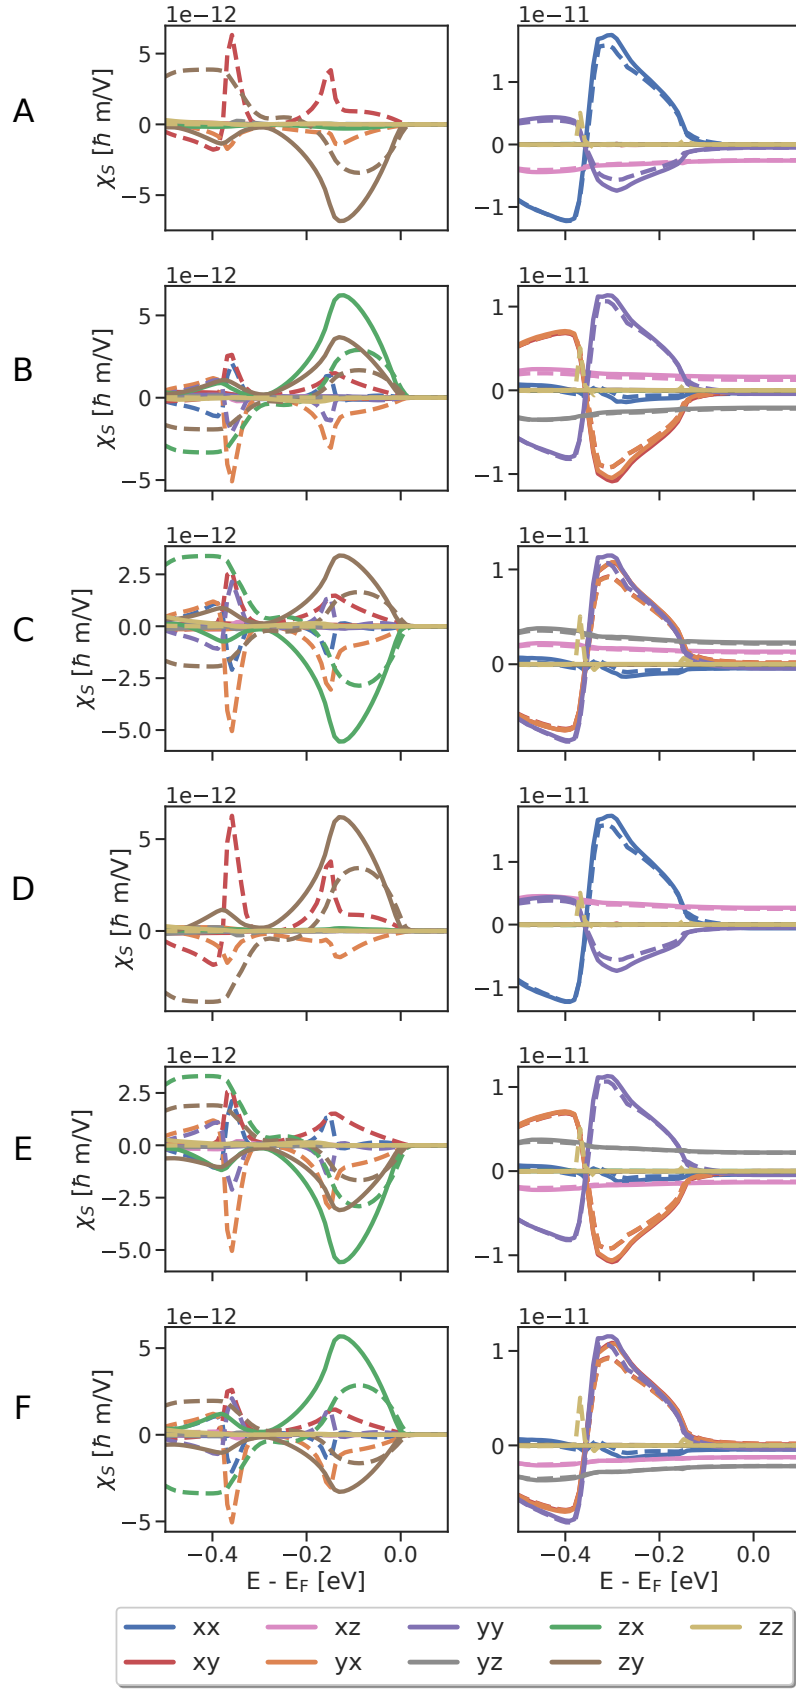 1e−12 1e−11
A χS [ħ m/V] 5 0 −5 1 0 −1
1e−12 1e−11
B χS [ħ m/V] 5 0 −5 1 0 −1
1e−12 1e−11
C χS [ħ m/V] 2.5 0.0 −2.5 −5.0 1 0
1e−12 1e−11
D χS [ħ m/V] 5 0 1 0 −1
1e−12 1e−11
E χS [ħ m/V] 2.5 0.0 −2.5 −5.0 1 0 −1
1e−12 1e−11
F χS [ħ m/V] 5 0 −5 1 0
−0.4 −0.2 0.0 −0.4 −0.2 0.0
E - EF [eV] E - EF [eV]
xx xz yy zx zz
xy yx yz zy